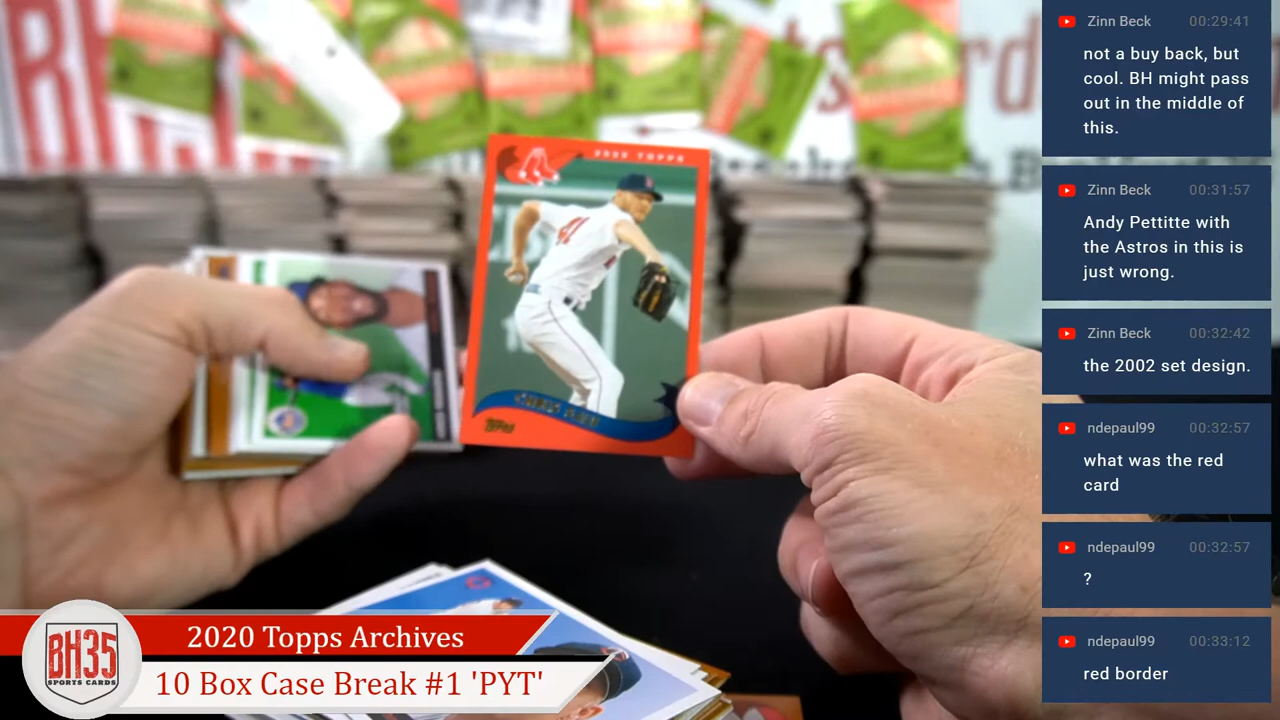 Zinn Beck 00:29:41
not a buy back, but
cool. BH might pass
out in the middle of
this.
Zinn Beck 00:31:57
Andy Pettitte with
the Astros in this is
just wrong.
Zinn Beck 00:32:42
the 2002 set design.
ndepaul99 00:32:57
what was the red
card
ndepaul99 00:32:57
?
ndepaul99 00:33:12
red border
2020 TOPPS
41
CHRIS SALE
TOPPS
BH35
SPORTS CARDS
2020 Topps Archives
10 Box Case Break #1 'PYT'